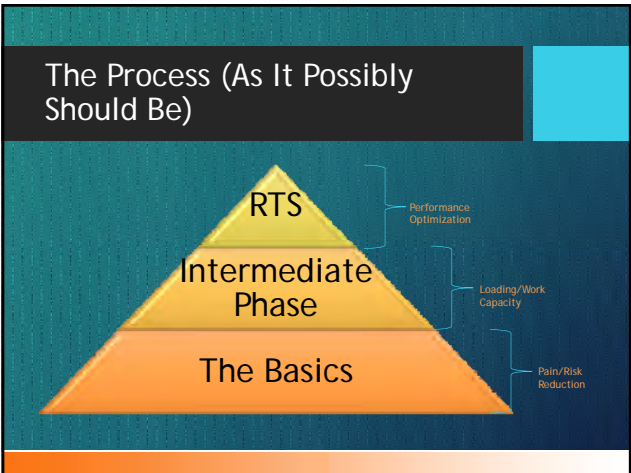 The Process (As It Possibly
Should Be)
RTS
Performance
Optimization
Intermediate
Phase
Loading/Work
Capacity
The Basics
Pain/Risk
Reduction